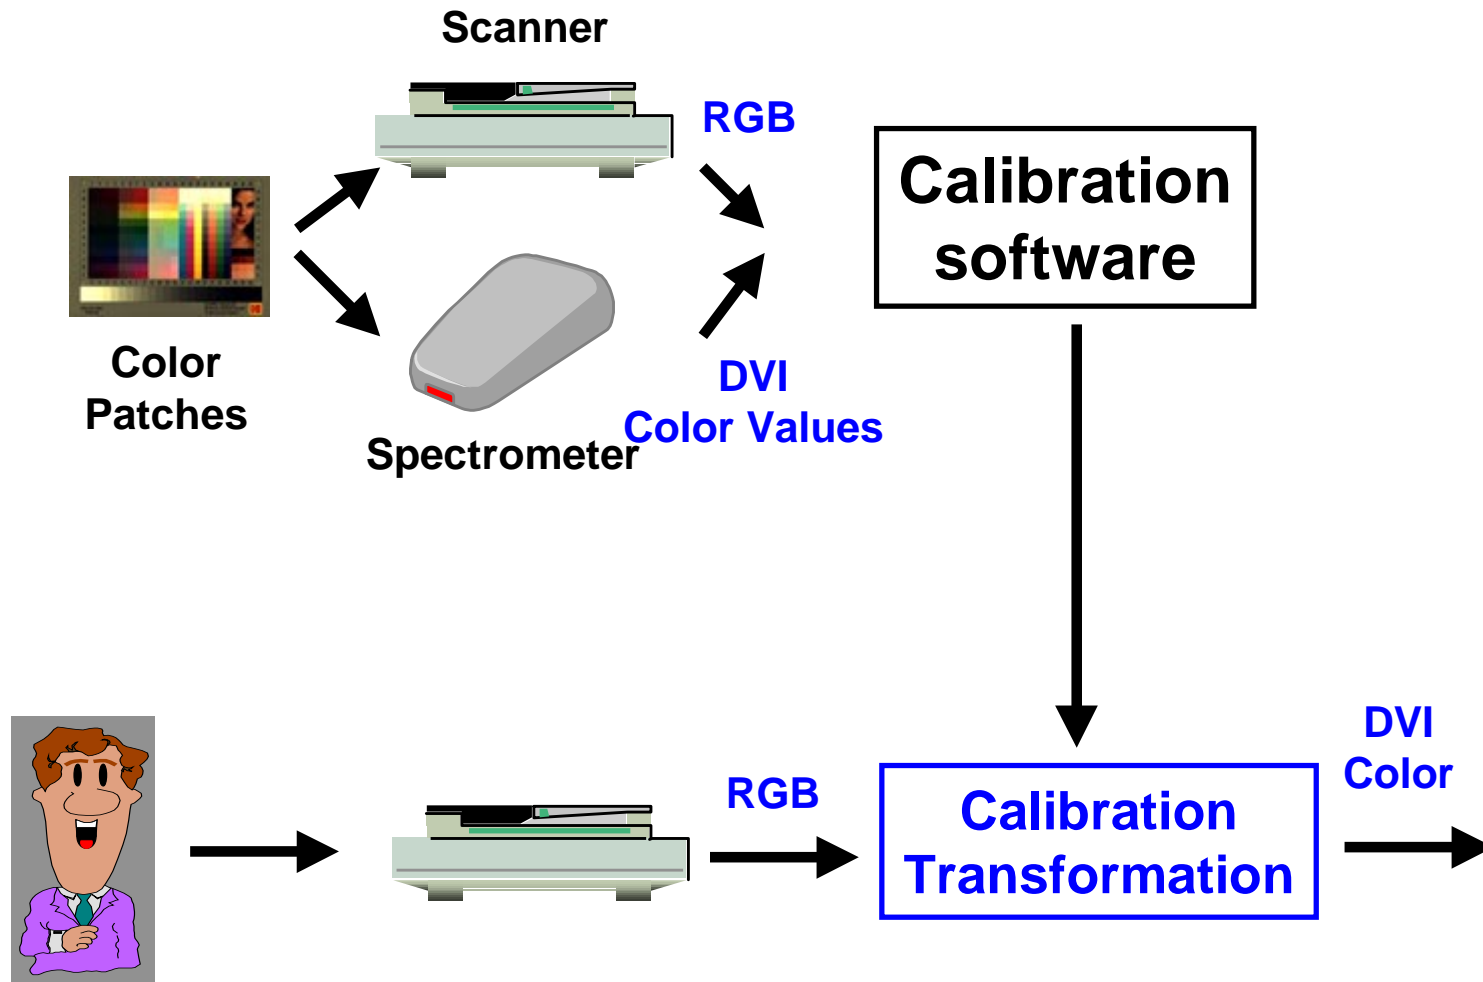 Scanner
RGB
Calibration
software
Color
Patches
DVI
Color Values
Spectrometer
DVI
Color
RGB
Calibration
Transformation